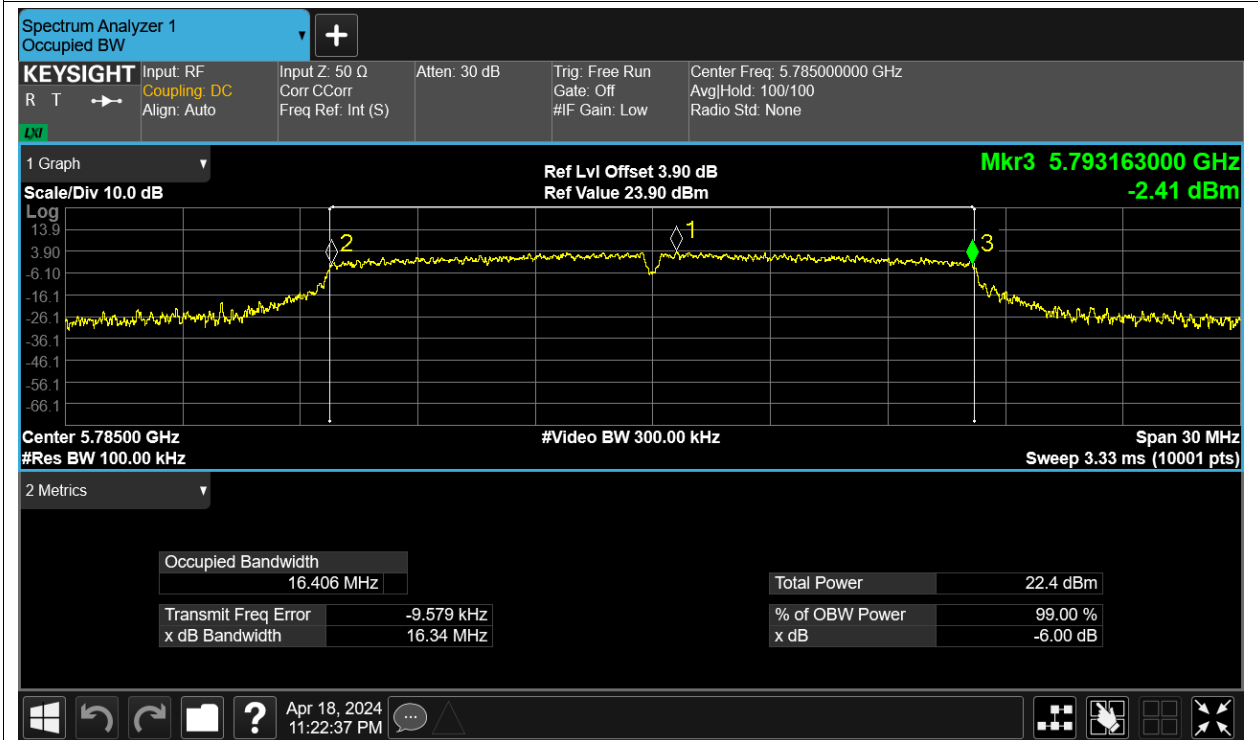 Spectrum Analyzer 1
Occupied BW
KEYSIGHT
R T
LXI
Input: RF
Coupling: DC
Align: Auto
Input Z: 50 Ω
Corr CCorr
Freq Ref: Int (S)
Atten: 30 dB
Trig: Free Run
Gate: Off
#IF Gain: Low
Center Freq: 5.785000000 GHz
Avg|Hold: 100/100
Radio Std: None
1 Graph
Scale/Div 10.0 dB
Ref Lvl Offset 3.90 dB
Ref Value 23.90 dBm
Mkr3 5.793163000 GHz
-2.41 dBm
Log
13.9
3.90
-6.10
-16.1
-26.1
-36.1
-46.1
-56.1
-66.1
2
1
3
Center 5.78500 GHz
#Res BW 100.00 kHz
#Video BW 300.00 kHz
Span 30 MHz
Sweep 3.33 ms (10001 pts)
2 Metrics
Occupied Bandwidth
16.406 MHz
Transmit Freq Error -9.579 kHz
x dB Bandwidth 16.34 MHz
Total Power 22.4 dBm
% of OBW Power 99.00 %
x dB -6.00 dB
?
Apr 18, 2024
11:22:37 PM